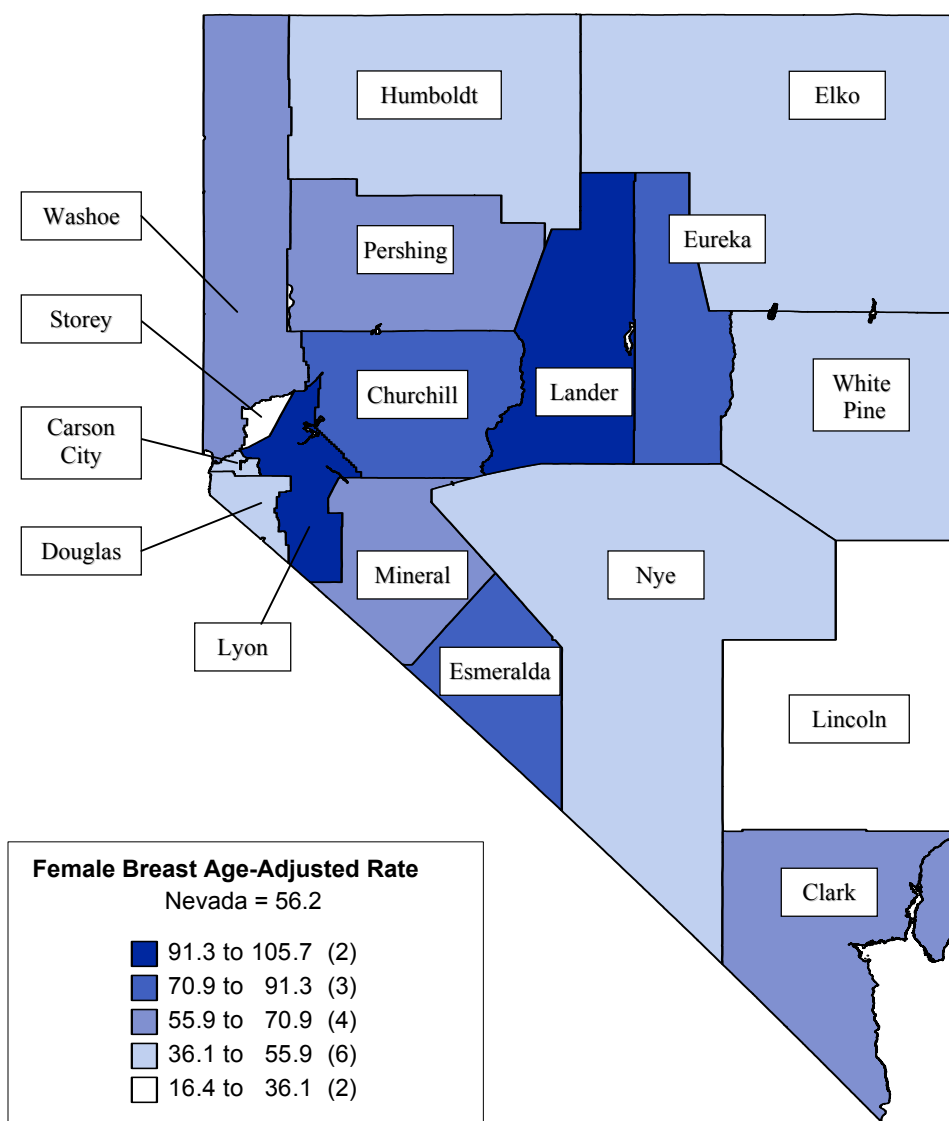 Humboldt
Elko
Washoe
Pershing
Eureka
Storey
Churchill
Lander
White
Pine
Carson
City
Douglas
Mineral
Nye
Lyon
Esmeralda
Lincoln
Clark
Female Breast Age-Adjusted Rate
Nevada = 56.2
91.3 to 105.7 (2)
70.9 to 91.3 (3)
55.9 to 70.9 (4)
36.1 to 55.9 (6)
16.4 to 36.1 (2)